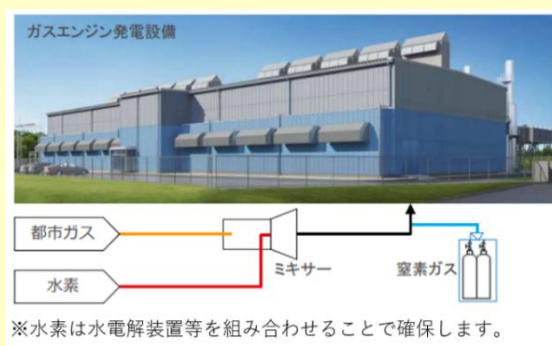 ガスエンジン発電設備
都市ガス
ミキサー
窒素ガス
水素
※水素は水電解装置等を組み合わせることで確保します。